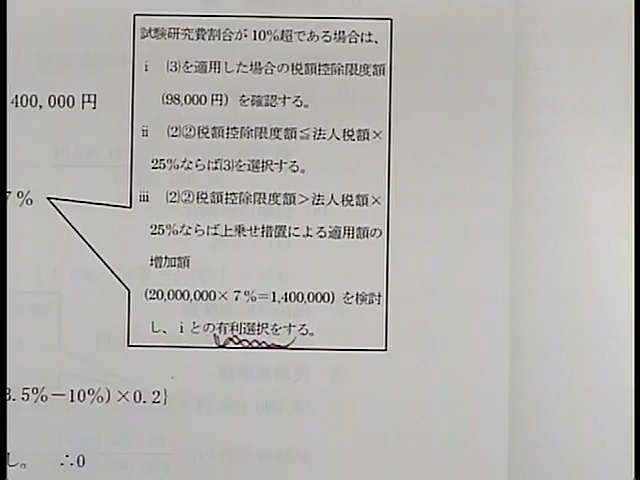 試験研究費割合が10%超である場合は、
ⅰ ⑶を適用した場合の税額控除限度額
(98,000円) を確認する。
400,000円
ⅱ ⑵②税額控除限度額≦法人税額×
25%ならば⑶を選択する。
7%
ⅲ ⑵②税額控除限度額>法人税額×
25%ならば上乗せ措置による適用額の
増加額
(20,000,000×7%=1,400,000) を検討
し、ⅰとの有利選択をする。
.5%-10%)×0.2}
し。 ∴0